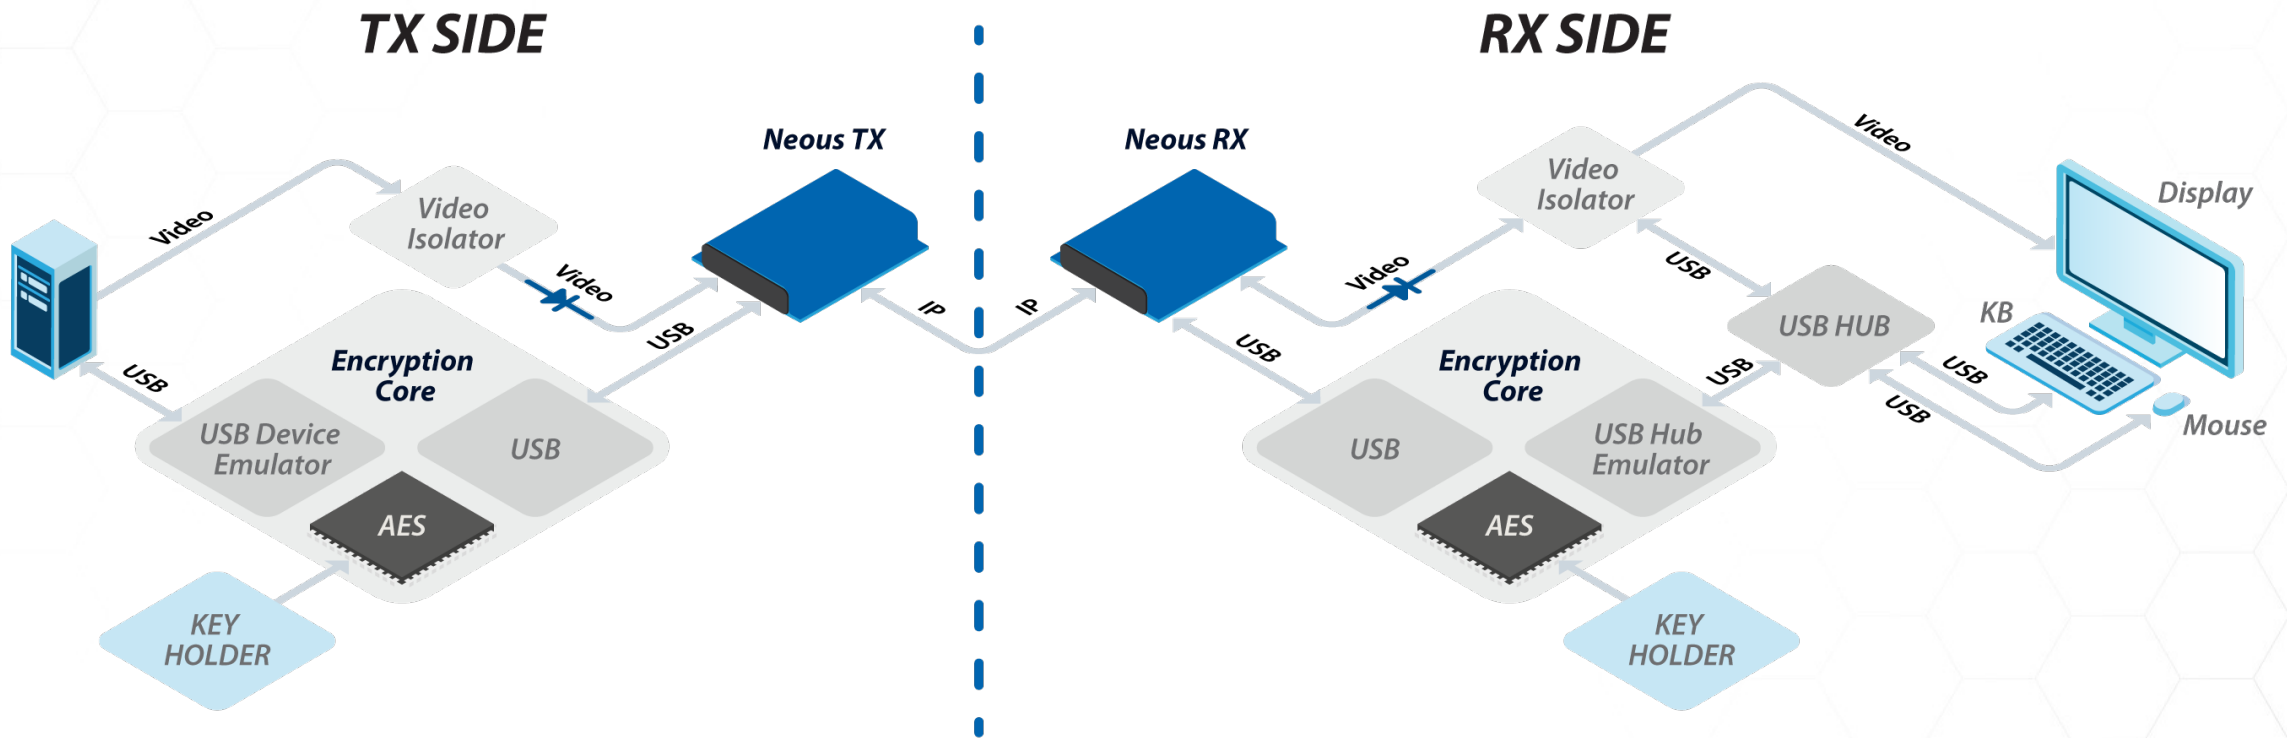 TX SIDE
RX SIDE
Neous TX
Neous RX
Video
Video
Isolator
Video
USB
USB
IP
IP
Encryption
Core
USB Device
Emulator
USB
AES
KEY
HOLDER
Video
Isolator
Video
Video
USB
USB
USB HUB
USB
USB
USB
Display
KB
Mouse
Encryption
Core
USB
USB Hub
Emulator
AES
KEY
HOLDER